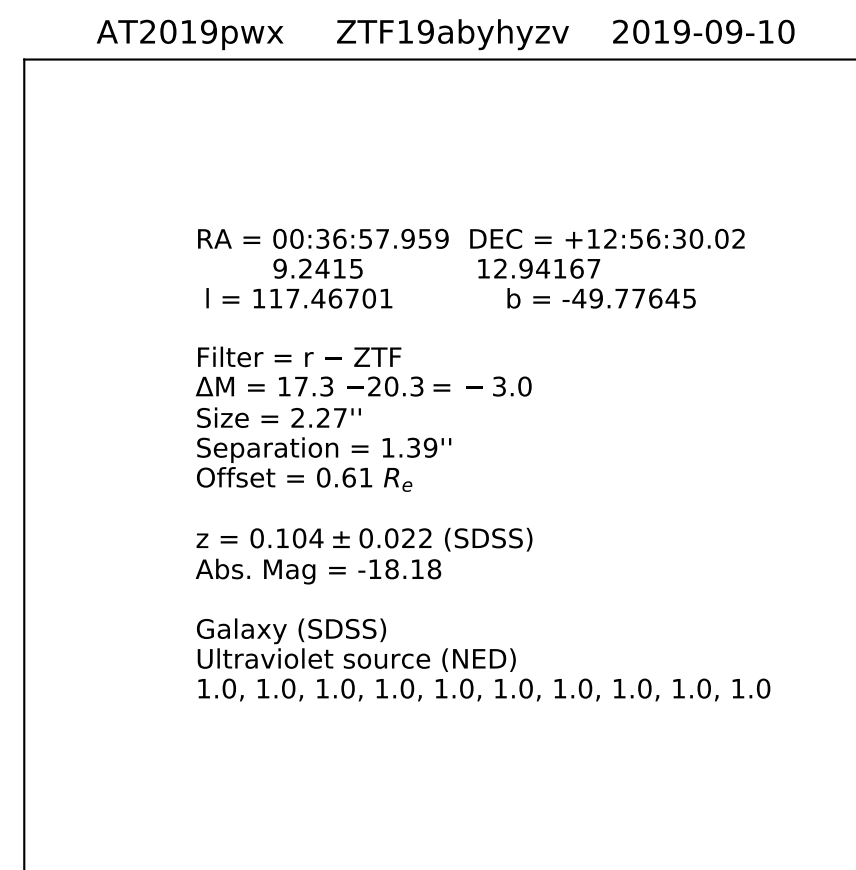 AT2019pwx ZTF19abyhyzv 2019-09-10
RA = 00:36:57.959 DEC = +12:56:30.02
9.2415 12.94167
l = 117.46701 b = -49.77645
Filter = r − ZTF
ΔM = 17.3 −20.3 = − 3.0
Size = 2.27''
Separation = 1.39''
Offset = 0.61 Rₑ
z = 0.104 ± 0.022 (SDSS)
Abs. Mag = -18.18
Galaxy (SDSS)
Ultraviolet source (NED)
1.0, 1.0, 1.0, 1.0, 1.0, 1.0, 1.0, 1.0, 1.0, 1.0